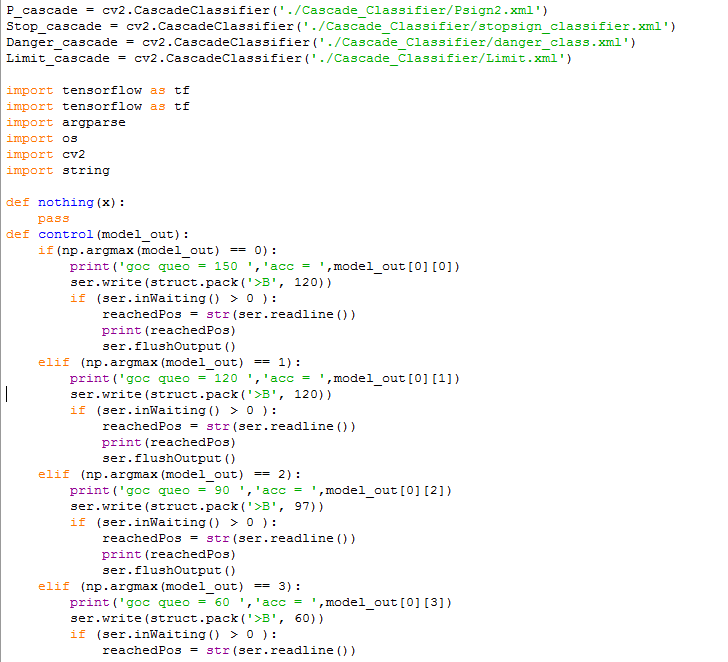 P_cascade = cv2.CascadeClassifier('./Cascade_Classifier/Psign2.xml')
Stop_cascade = cv2.CascadeClassifier('./Cascade_Classifier/stopsign_classifier.xml')
Danger_cascade = cv2.CascadeClassifier('./Cascade_Classifier/danger_class.xml')
Limit_cascade = cv2.CascadeClassifier('./Cascade_Classifier/Limit.xml')

import tensorflow as tf
import tensorflow as tf
import argparse
import os
import cv2
import string

def nothing(x):
    pass
def control(model_out):
    if(np.argmax(model_out) == 0):
        print('goc queo = 150 ','acc = ',model_out[0][0])
        ser.write(struct.pack('>B', 120))
        if (ser.inWaiting() > 0 ):
            reachedPos = str(ser.readline())
            print(reachedPos)
            ser.flushOutput()
    elif (np.argmax(model_out) == 1):
        print('goc queo = 120 ','acc = ',model_out[0][1])
        ser.write(struct.pack('>B', 120))
        if (ser.inWaiting() > 0 ):
            reachedPos = str(ser.readline())
            print(reachedPos)
            ser.flushOutput()
    elif (np.argmax(model_out) == 2):
        print('goc queo = 90 ','acc = ',model_out[0][2])
        ser.write(struct.pack('>B', 97))
        if (ser.inWaiting() > 0 ):
            reachedPos = str(ser.readline())
            print(reachedPos)
            ser.flushOutput()
    elif (np.argmax(model_out) == 3):
        print('goc queo = 60 ','acc = ',model_out[0][3])
        ser.write(struct.pack('>B', 60))
        if (ser.inWaiting() > 0 ):
            reachedPos = str(ser.readline())